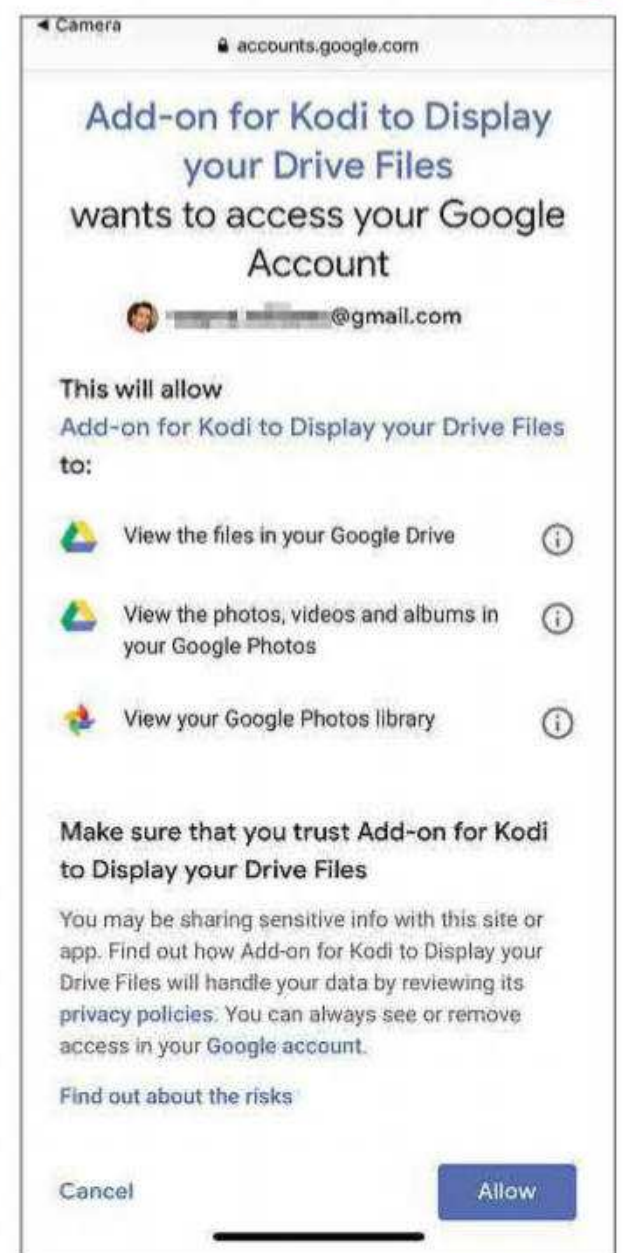 ◀ Camera
accounts.google.com
Add-on for Kodi to Display
your Drive Files
wants to access your Google
Account
@gmail.com
This will allow
Add-on for Kodi to Display your Drive Files
to:
View the files in your Google Drive
View the photos, videos and albums in
your Google Photos
View your Google Photos library
Make sure that you trust Add-on for Kodi
to Display your Drive Files
You may be sharing sensitive info with this site or
app. Find out how Add-on for Kodi to Display your
Drive Files will handle your data by reviewing its
privacy policies. You can always see or remove
access in your Google account.
Find out about the risks
Cancel
Allow